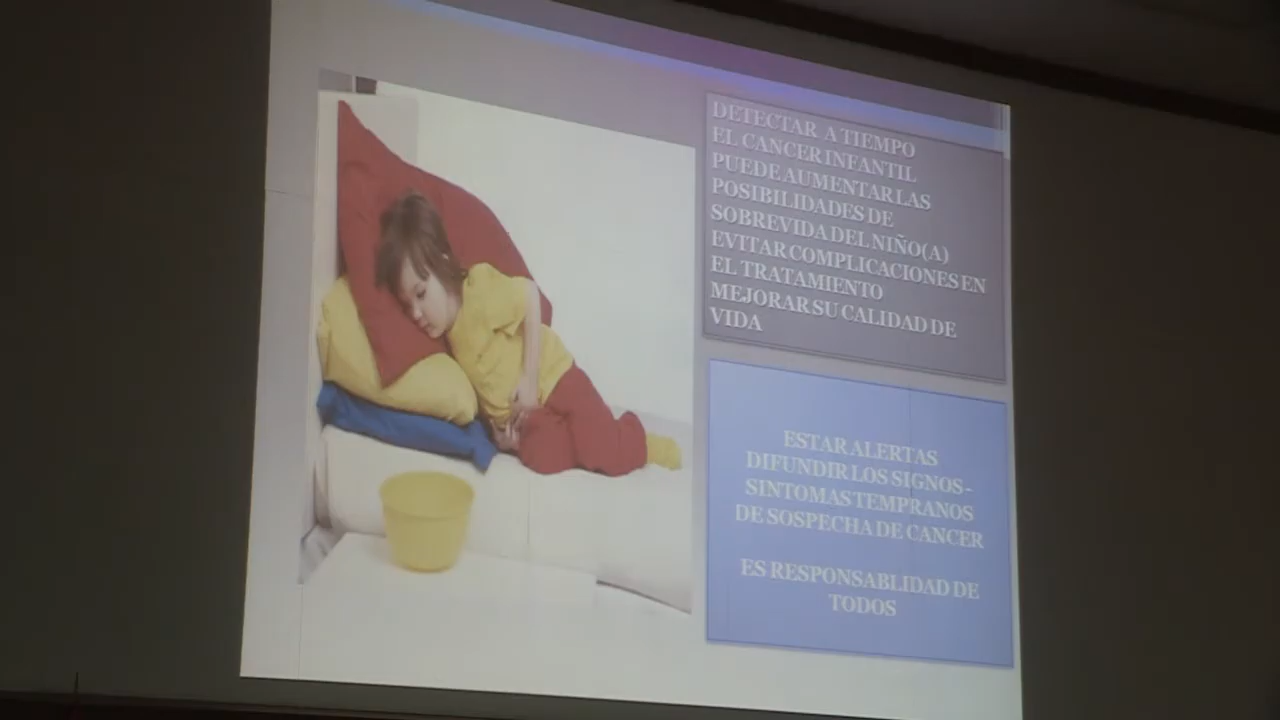 DETECTAR A TIEMPO
EL CANCER INFANTIL
PUEDE AUMENTAR LAS
POSIBILIDADES DE
SOBREVIDA DEL NIÑO(A)
EVITAR COMPLICACIONES EN
EL TRATAMIENTO
MEJORAR SU CALIDAD DE
VIDA
ESTAR ALERTAS
DIFUNDIR LOS SIGNOS-
SINTOMAS TEMPRANOS
DE SOSPECHA DE CANCER
ES RESPONSABLIDAD DE
TODOS